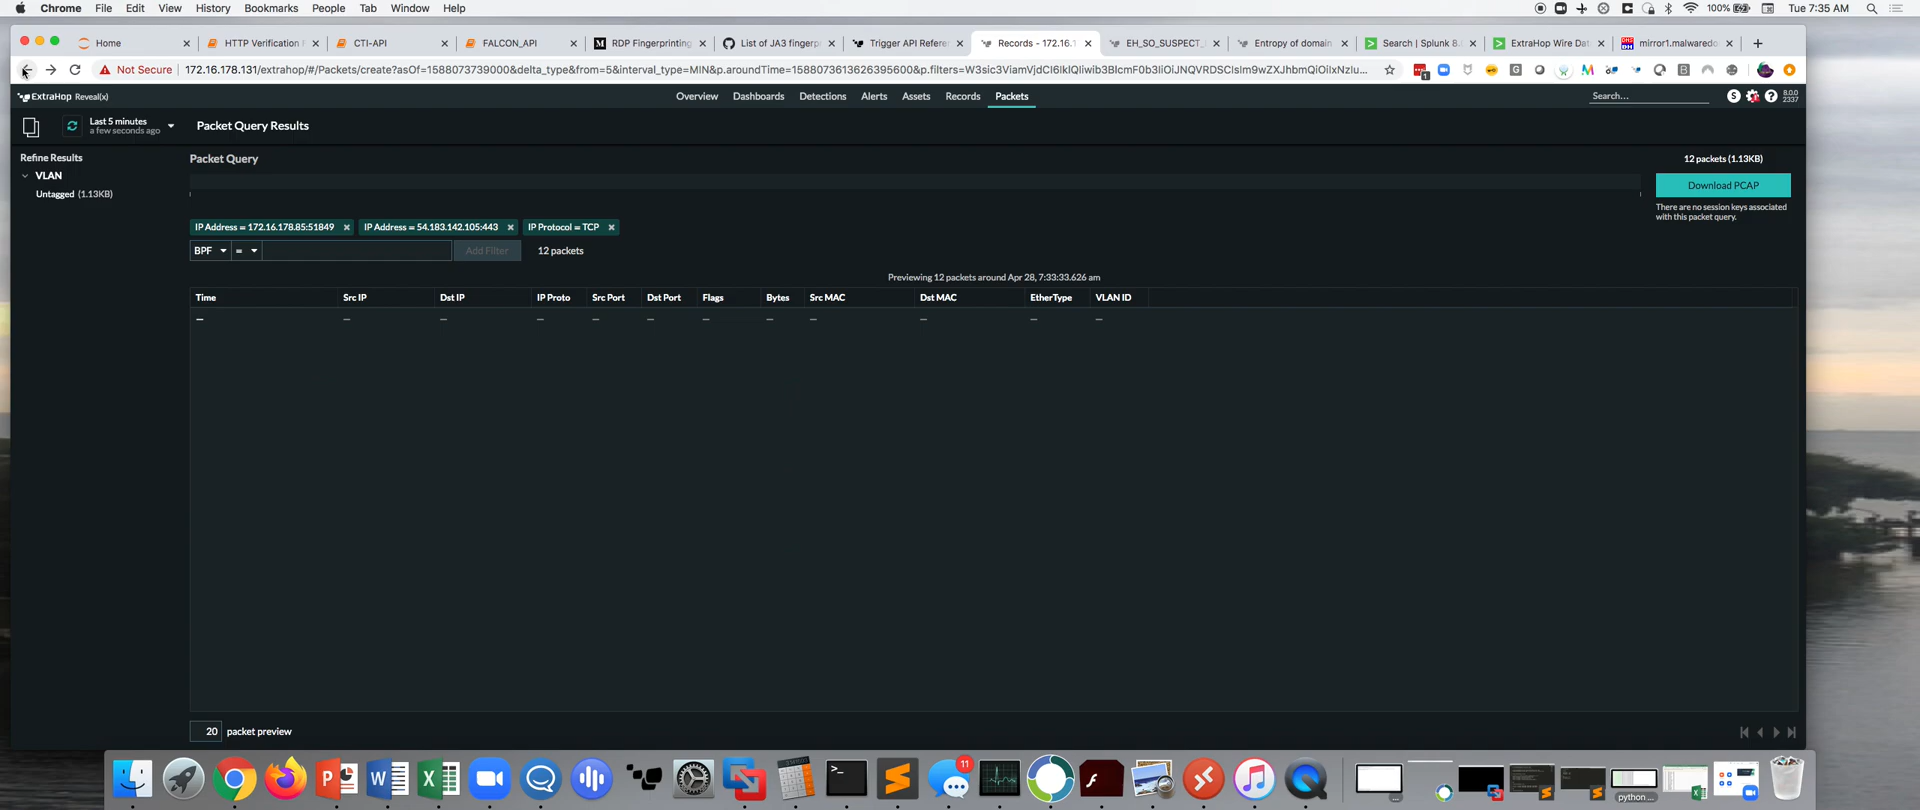 Chrome File Edit View History Bookmarks People Tab Window Help 100% Tue 7:35 AM
Home HTTP Verification CTI-API FALCON_API RDP Fingerprinting List of JA3 fingerp Trigger API Refere Records - 172.16.1 EH_SO_SUSPECT_ Entropy of domain Search | Splunk 8. ExtraHop Wire Dat mirror1.malwaredo
Not Secure 172.16.178.131/extrahop/#/Packets/create?asOf=1588073739000&delta_type&from=5&interval_type=MIN&p.aroundTime=1588073613626395600&p.filters=
ExtraHop Reveal(x) Overview Dashboards Detections Alerts Assets Records Packets Search... S ? 8.0.0
2337
Last 5 minutes
a few seconds ago
Packet Query Results
Refine Results
VLAN
Untagged (1.13KB)
Packet Query
12 packets (1.13KB)
Download PCAP
There are no session keys associated
with this packet query.
IP Address = 172.16.178.85:51849 × IP Address = 54.183.142.105:443 × IP Protocol = TCP ×
BPF = Add Filter 12 packets
Previewing 12 packets around Apr 28, 7:33:33.626 am
Time Src IP Dst IP IP Proto Src Port Dst Port Flags Bytes Src MAC Dst MAC EtherType VLAN ID
— — — — — — — — — — — —
20 packet preview
11
python ...